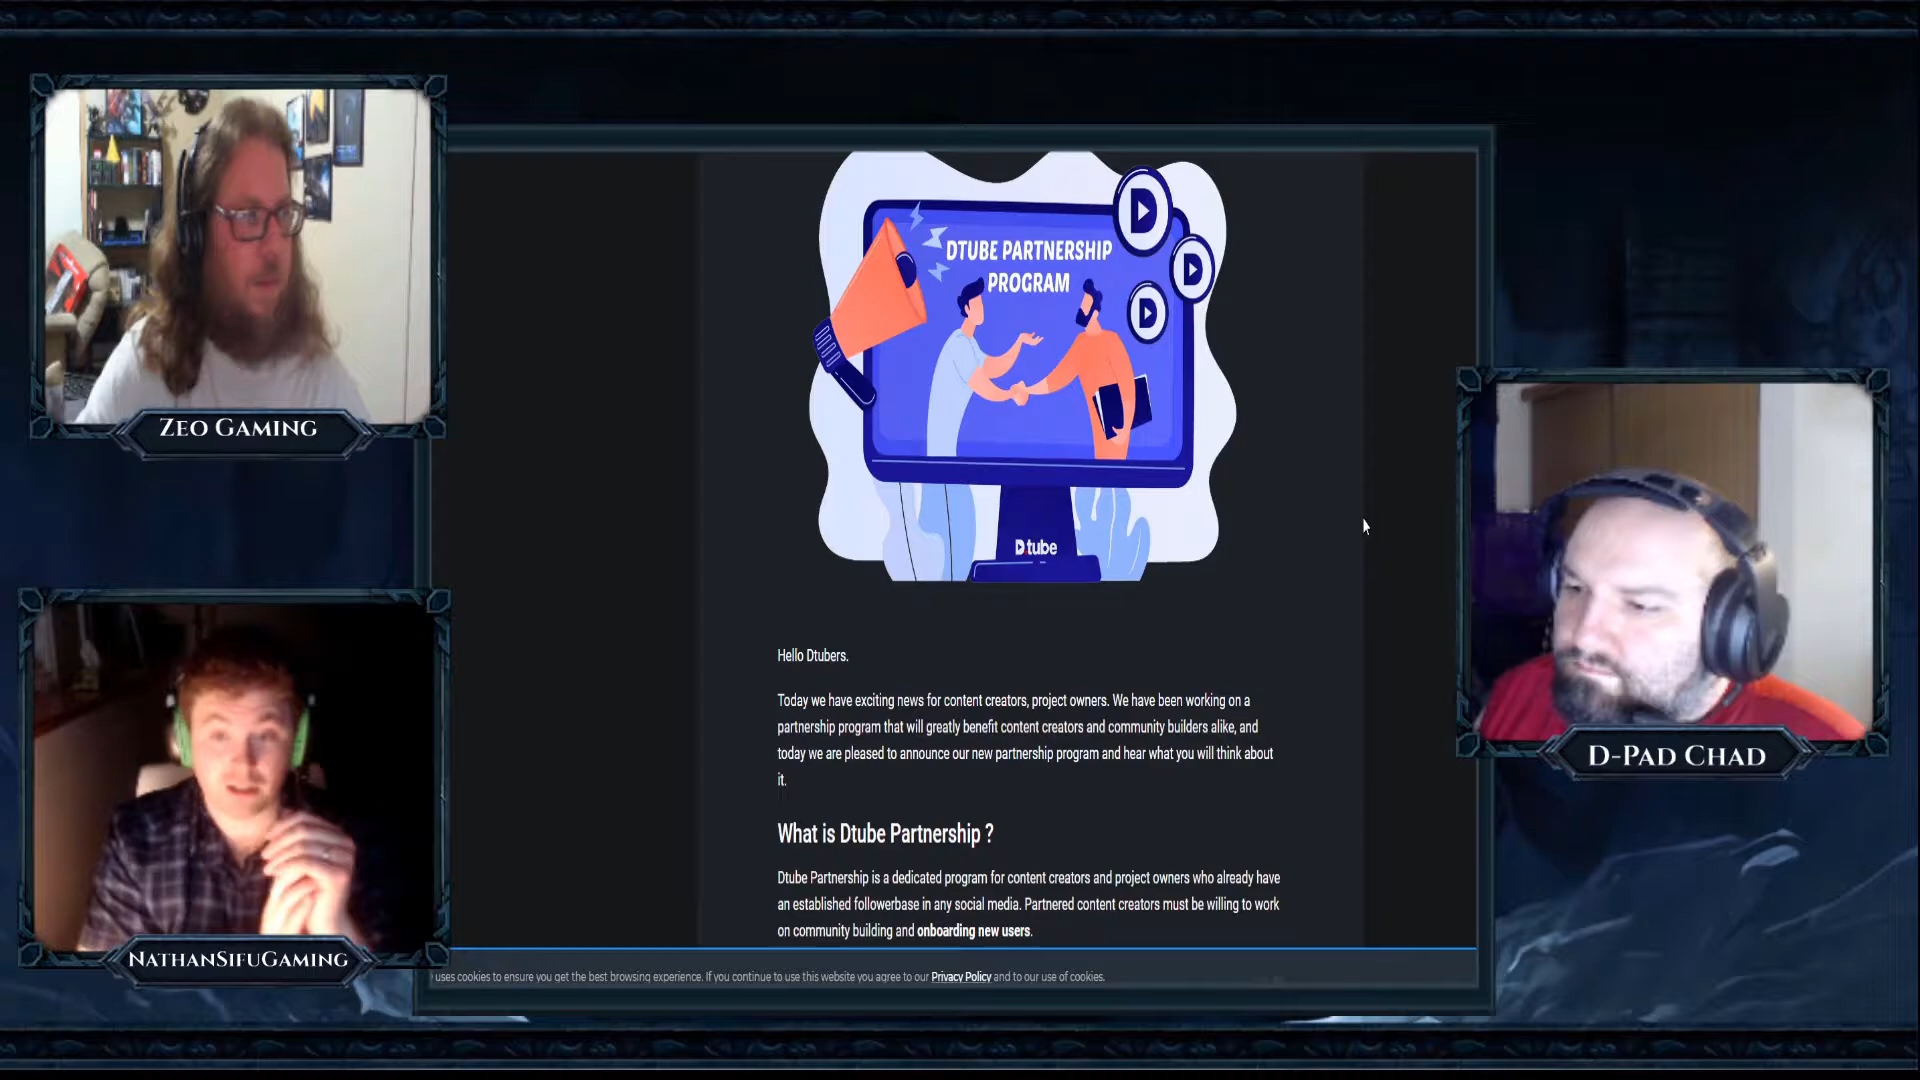 ZEO GAMING
DTUBE PARTNERSHIP
PROGRAM
D.tube
Hello Dtubers.
Today we have exciting news for content creators, project owners. We have been working on a
partnership program that will greatly benefit content creators and community builders alike, and
today we are pleased to announce our new partnership program and hear what you will think about
it.
What is Dtube Partnership ?
Dtube Partnership is a dedicated program for content creators and project owners who already have
an established followerbase in any social media. Partnered content creators must be willing to work
on community building and onboarding new users.
uses cookies to ensure you get the best browsing experience. If you continue to use this website you agree to our Privacy Policy and to our use of cookies.
NATHANSIFUGAMING
D-PAD CHAD